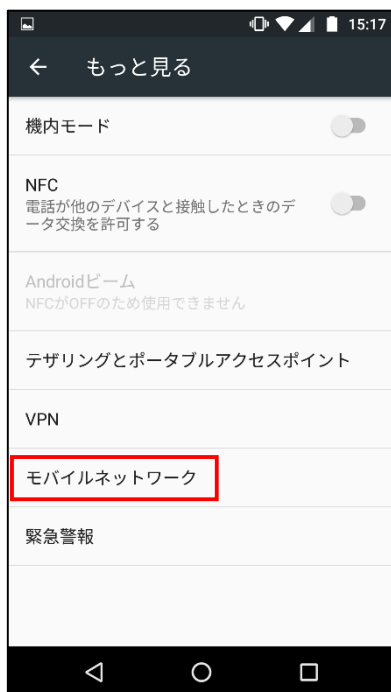 15:17
もっと見る
機内モード
NFC
電話が他のデバイスと接触したときのデ
ータ交換を許可する
Androidビーム
NFCがOFFのため使用できません
テザリングとポータブルアクセスポイント
VPN
モバイルネットワーク
緊急警報